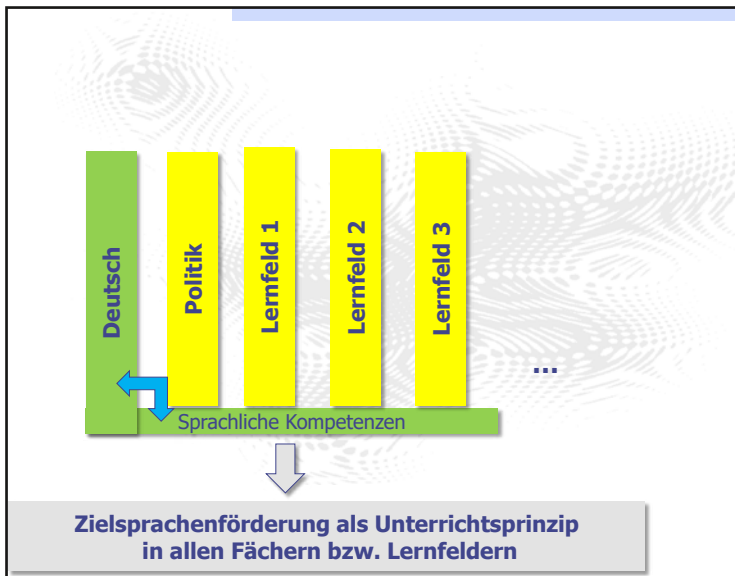 Deutsch
Politik
Lernfeld 1
Lernfeld 2
Lernfeld 3
...
Sprachliche Kompetenzen
Zielsprachenförderung als Unterrichtsprinzip
in allen Fächern bzw. Lernfeldern